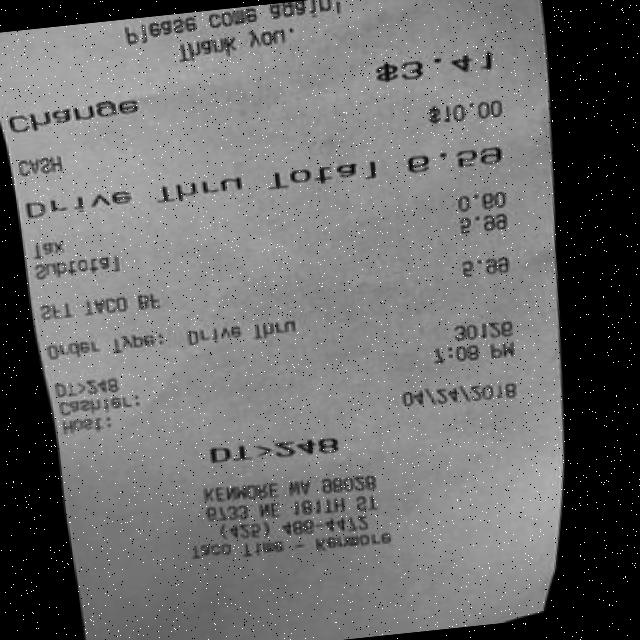 Taco Time - Kenmore
(425) 488-4472
6733 NE 181TH ST
KENMORE WA 98028
DT>248
Host: 04/24/2018
Cashier:
DT>248 7:08 PM
30126
Order Type: Drive Thru
SFT TACO BF 5.99
Subtotal 5.99
Tax 0.60
Drive Thru Total 6.59
CASH $10.00
Change $3.41
Thank you.
Please come again!